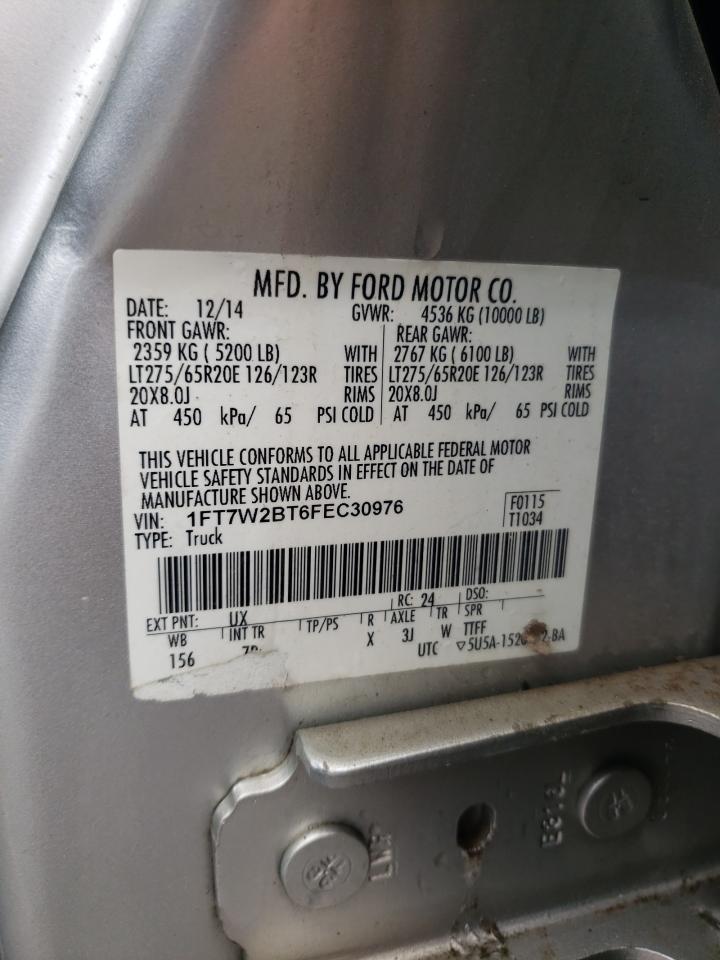 MFD. BY FORD MOTOR CO.
DATE: 12/14 GVWR: 4536 KG (10000 LB)
FRONT GAWR: REAR GAWR:
2359 KG ( 5200 LB) WITH 2767 KG ( 6100 LB) WITH
LT275/65R20E 126/123R TIRES LT275/65R20E 126/123R TIRES
20X8.0J RIMS 20X8.0J RIMS
AT 450 kPa/ 65 PSI COLD AT 450 kPa/ 65 PSI COLD
THIS VEHICLE CONFORMS TO ALL APPLICABLE FEDERAL MOTOR
VEHICLE SAFETY STANDARDS IN EFFECT ON THE DATE OF
MANUFACTURE SHOWN ABOVE.
VIN: 1FT7W2BT6FEC30976 F0115
TYPE: Truck T1034
EXT PNT: UX RC: 24 DSO:
WB INT TR TP/PS R AXLE TR SPR
156 X 3J W TTFF
UTC